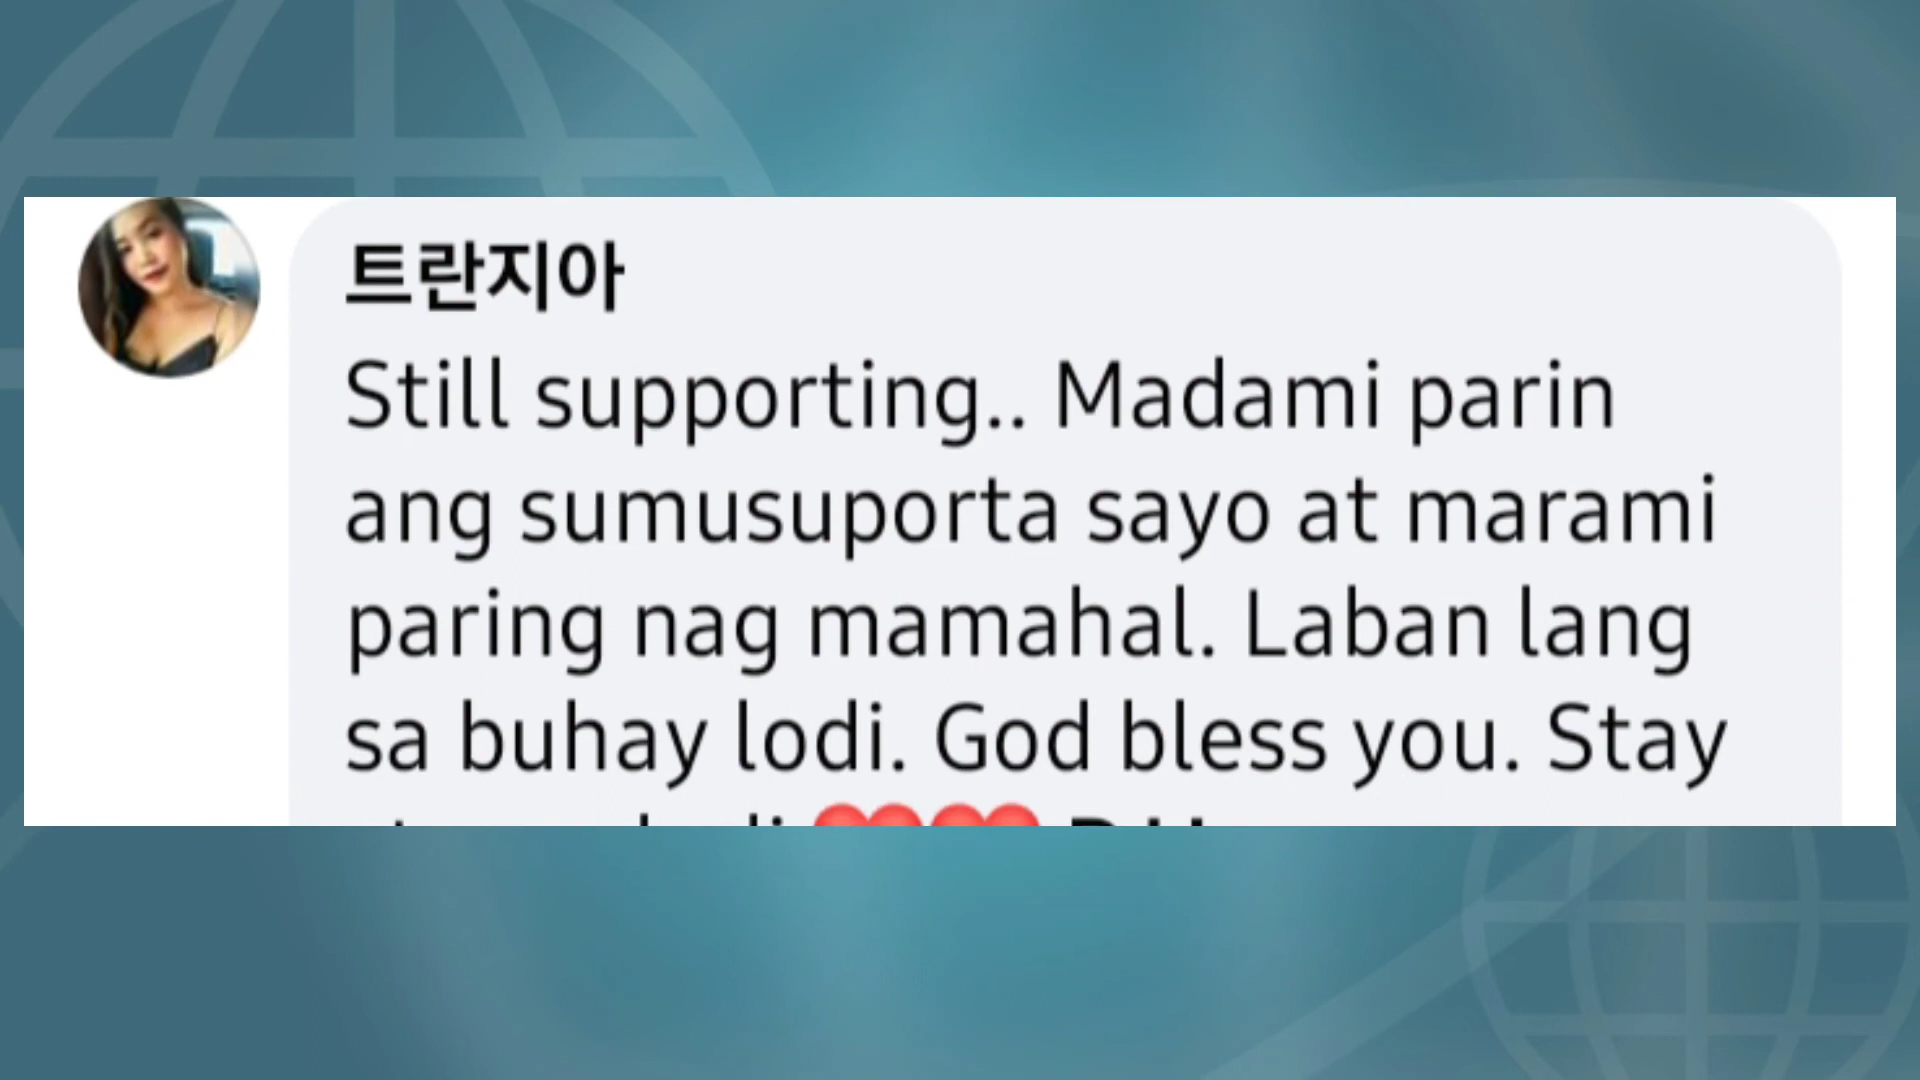 트란지아
Still supporting.. Madami parin
ang sumusuporta sayo at marami
paring nag mamahal. Laban lang
sa buhay lodi. God bless you. Stay